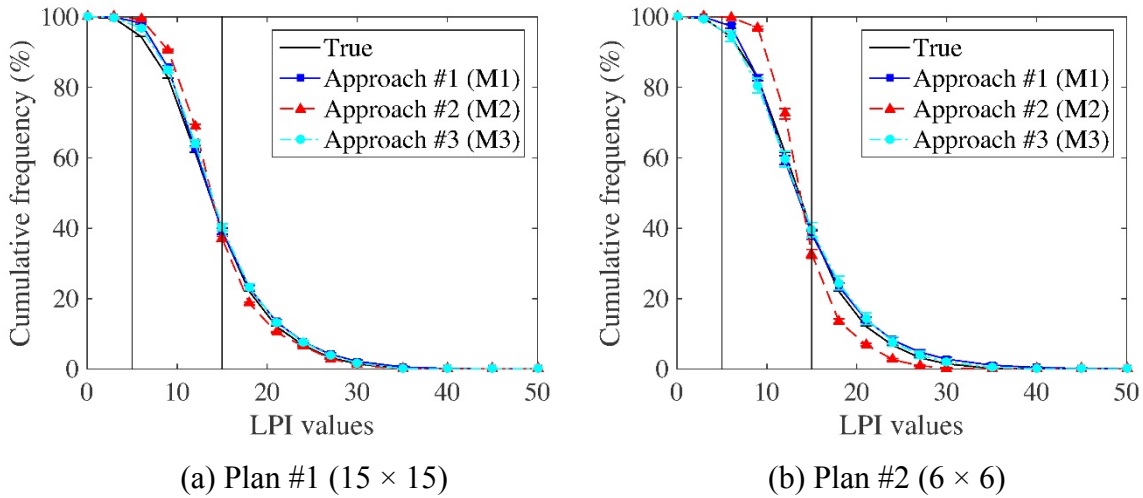 Cumulative frequency (%)
100
80
60
40
20
0
True
Approach #1 (M1)
Approach #2 (M2)
Approach #3 (M3)
0 10 20 30 40 50
LPI values
(a) Plan #1 (15 × 15)
Cumulative frequency (%)
100
80
60
40
20
0
True
Approach #1 (M1)
Approach #2 (M2)
Approach #3 (M3)
0 10 20 30 40 50
LPI values
(b) Plan #2 (6 × 6)